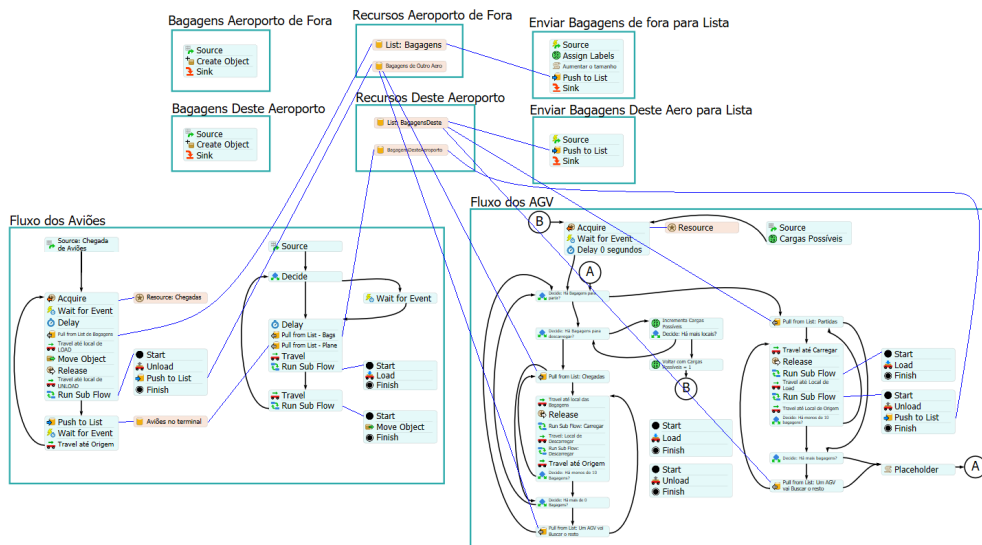 Bagagens Aeroporto de Fora
Source
Create Object
Sink
Recursos Aeroporto de Fora
List: Bagagens
Bagagens de Outro Aero
Enviar Bagagens de fora para Lista
Source
Assign Labels
Aumentar o tamanho
Push to List
Sink
Bagagens Deste Aeroporto
Source
Create Object
Sink
Recursos Deste Aeroporto
List: BagagensDeste
BagagensDesteAeroporto
Enviar Bagagens Deste Aero para Lista
Source
Push to List
Sink
Fluxo dos Aviões
Source: Chegada
de Aviões
Acquire
Wait for Event
Delay
Pull from List de Bagagens
Travel até local de
LOAD
Move Object
Release
Travel até local de
UNLOAD
Run Sub Flow
Push to List
Wait for Event
Travel até Origem
Resource: Chegadas
Start
Unload
Push to List
Finish
Aviões no terminal
Source
Decide
Wait for Event
Delay
Pull from List - Bags
Pull from List - Plane
Travel
Run Sub Flow
Travel
Run Sub Flow
Start
Load
Finish
Start
Move Object
Finish
Fluxo dos AGV
B
Acquire
Wait for Event
Delay 0 segundos
Resource
Source
Cargas Possíveis
A
Decide: Há Bagagens para
partir?
Decide: Há Bagagens para
descarregar?
Incrementa Cargas
Possíveis
Decide: Há mais locais?
Voltar com Cargas
Possíveis = 1
B
Pull from List: Chegadas
Travel até local das
Bagagens
Release
Run Sub Flow: Carregar
Travel: Local de
Descarregar
Run Sub Flow:
Descarregar
Travel até Origem
Decide: Há menos de 10
Bagagens?
Decide: Há mais de 0
Bagagens?
Pull from List: Um AGV vai
Buscar o resto
Start
Load
Finish
Start
Unload
Finish
Pull from List: Partidas
Travel até Carregar
Release
Run Sub Flow
Travel até Local de
Load
Run Sub Flow
Travel até Local de Origem
Decide: Há menos de 10
Bagagens?
Decide: Há mais Bagagens?
Pull from List: Um AGV
vai Buscar o resto
Start
Load
Finish
Start
Unload
Push to List
Finish
Placeholder
A